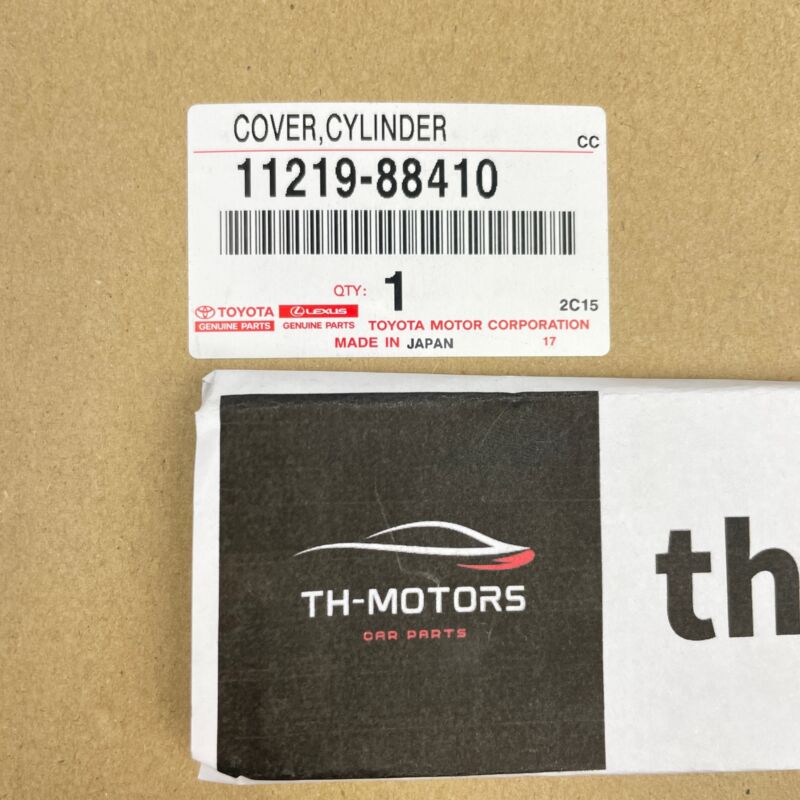 COVER,CYLINDER
CC
11219-88410
QTY: 1
2C15
TOYOTA LEXUS
GENUINE PARTS GENUINE PARTS TOYOTA MOTOR CORPORATION
MADE IN JAPAN 17
TH-MOTORS
CAR PARTS
th